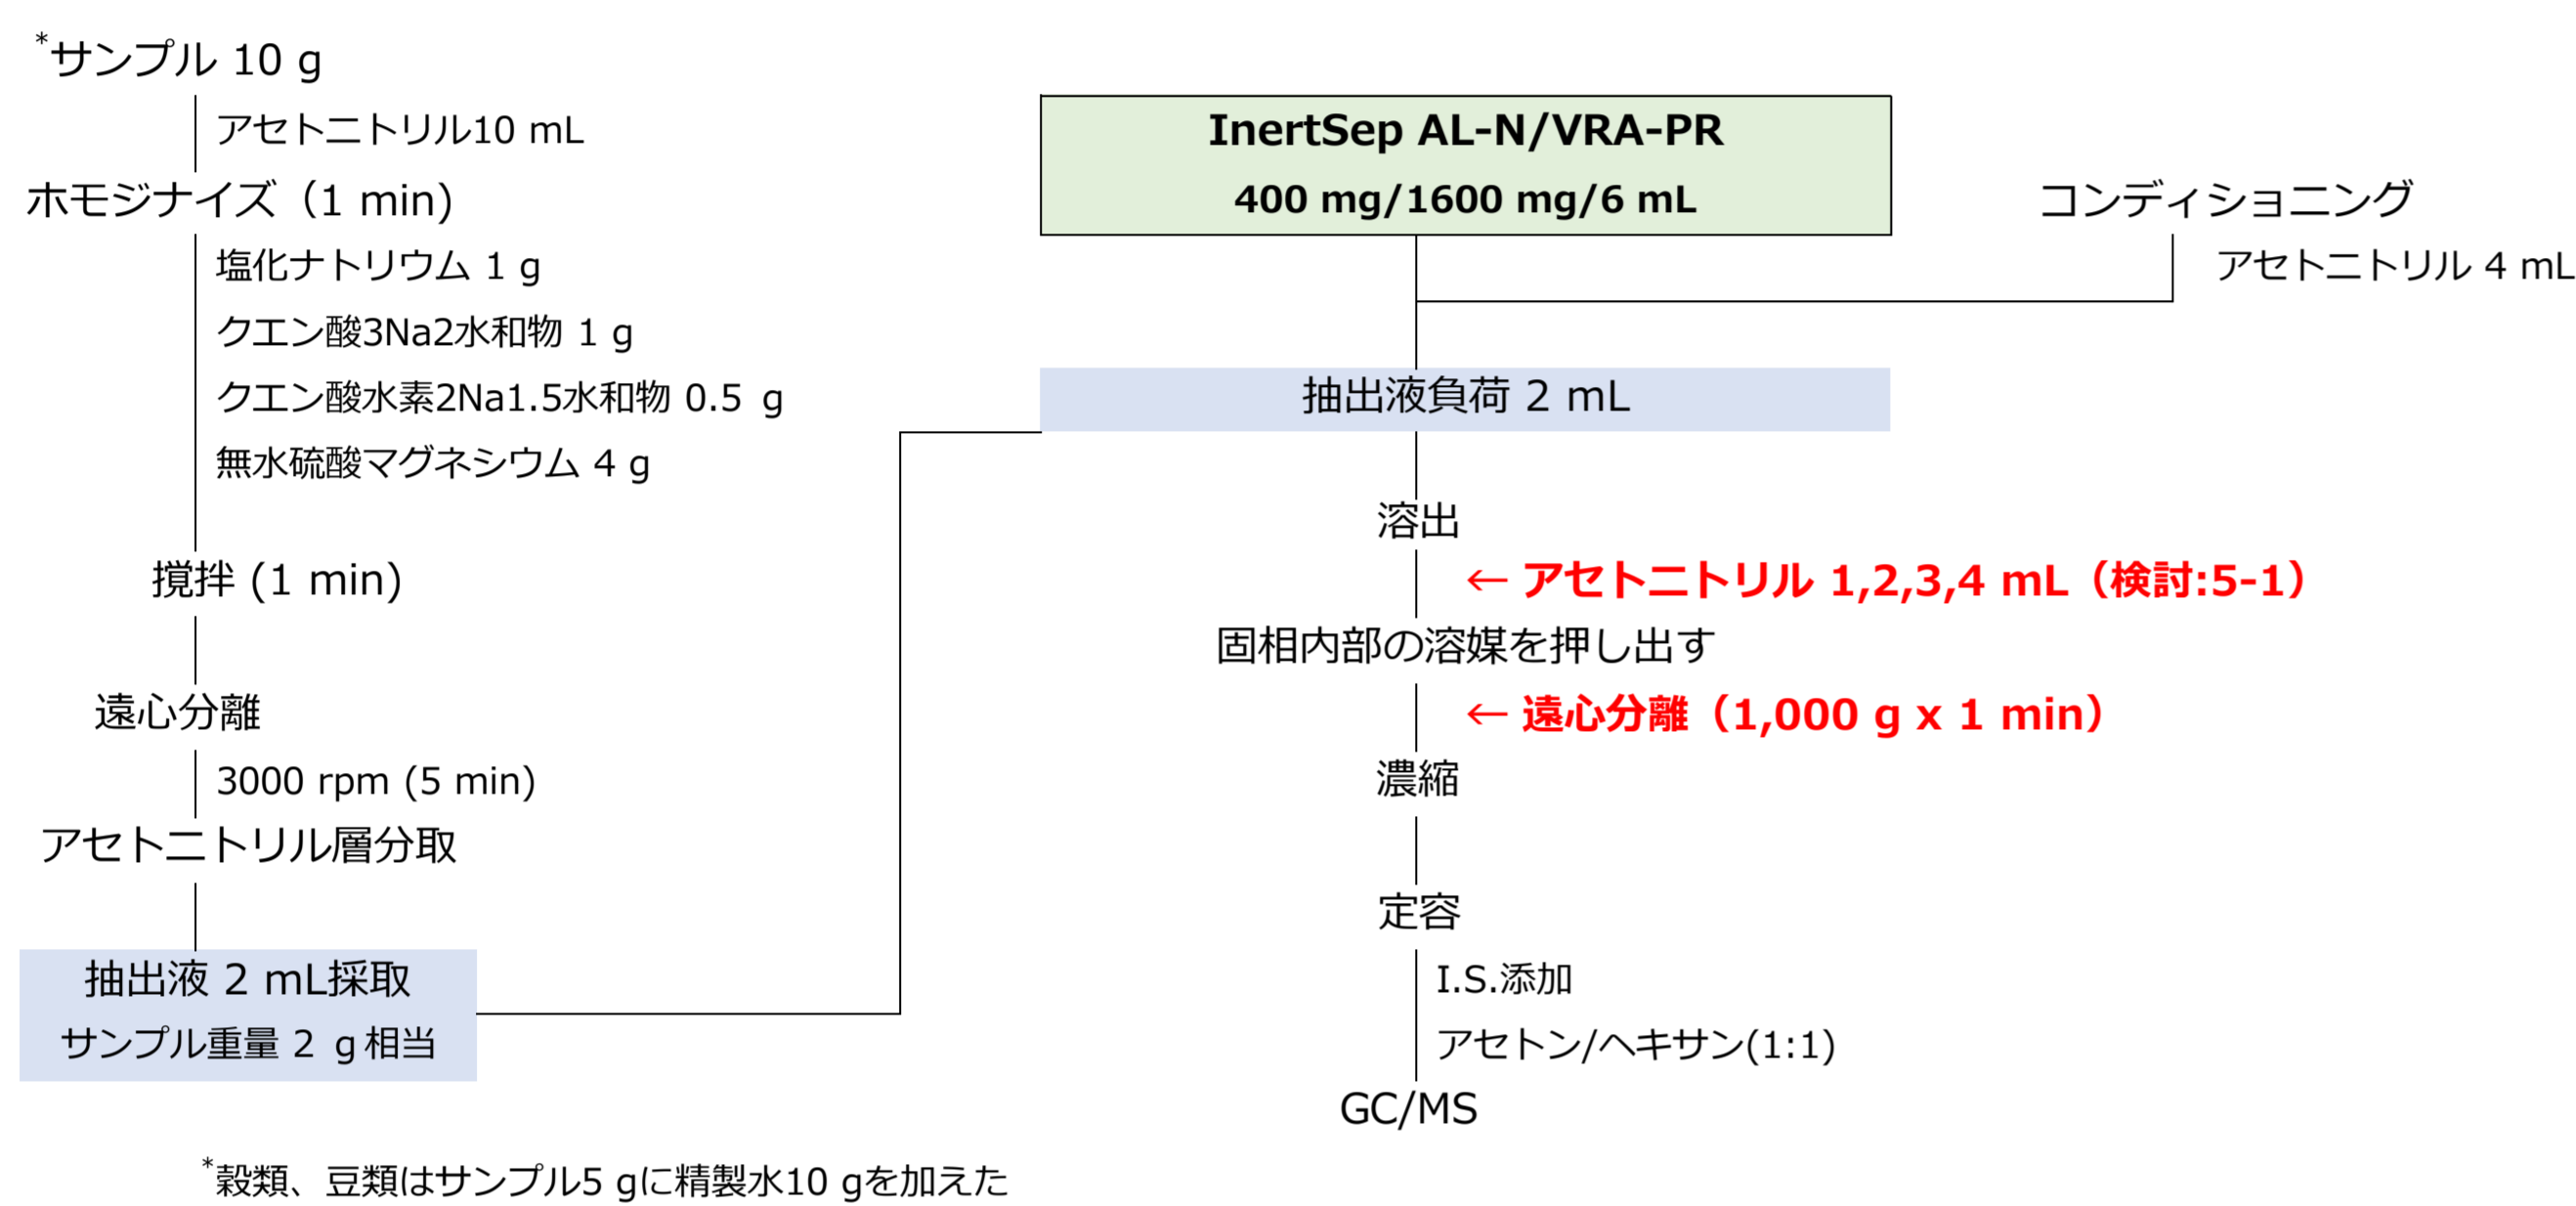 *サンプル 10 g
アセトニトリル10 mL
ホモジナイズ（1 min)
塩化ナトリウム 1 g
クエン酸3Na2水和物 1 g
クエン酸水素2Na1.5水和物 0.5 g
無水硫酸マグネシウム 4 g
撹拌 (1 min)
遠心分離
3000 rpm (5 min)
アセトニトリル層分取
抽出液 2 mL採取
サンプル重量 2 g相当
InertSep AL-N/VRA-PR
400 mg/1600 mg/6 mL
コンディショニング
アセトニトリル 4 mL
抽出液負荷 2 mL
溶出
← アセトニトリル 1,2,3,4 mL（検討:5-1）
固相内部の溶媒を押し出す
← 遠心分離（1,000 g x 1 min）
濃縮
定容
I.S.添加
アセトン/ヘキサン(1:1)
GC/MS
*穀類、豆類はサンプル5 gに精製水10 gを加えた